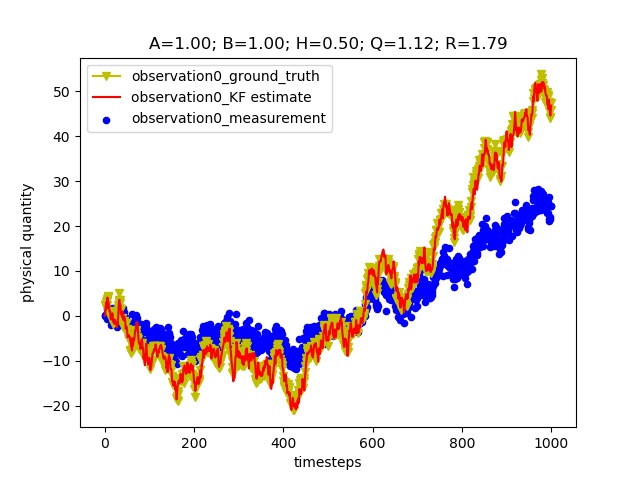 A=1.00; B=1.00; H=0.50; Q=1.12; R=1.79
observation0_ground_truth
observation0_KF estimate
observation0_measurement
physical quantity
50
40
30
20
10
0
−10
−20
0 200 400 600 800 1000
timesteps